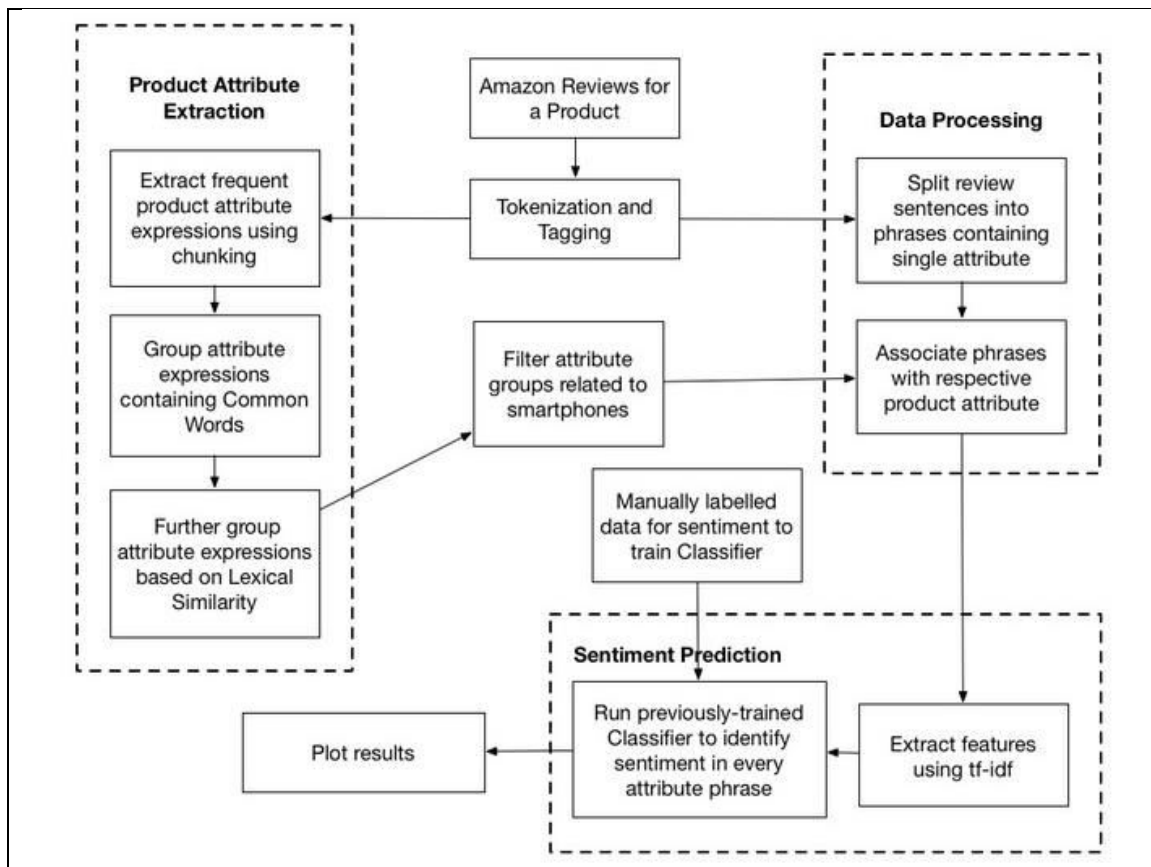 Product Attribute
Extraction
Extract frequent
product attribute
expressions using
chunking
Group attribute
expressions
containing Common
Words
Further group
attribute expressions
based on Lexical
Similarity
Amazon Reviews for
a Product
Tokenization and
Tagging
Filter attribute
groups related to
smartphones
Data Processing
Split review
sentences into
phrases containing
single attribute
Associate phrases
with respective
product attribute
Manually labelled
data for sentiment to
train Classifier
Sentiment Prediction
Extract features
using tf-idf
Run previously-trained
Classifier to identify
sentiment in every
attribute phrase
Plot results